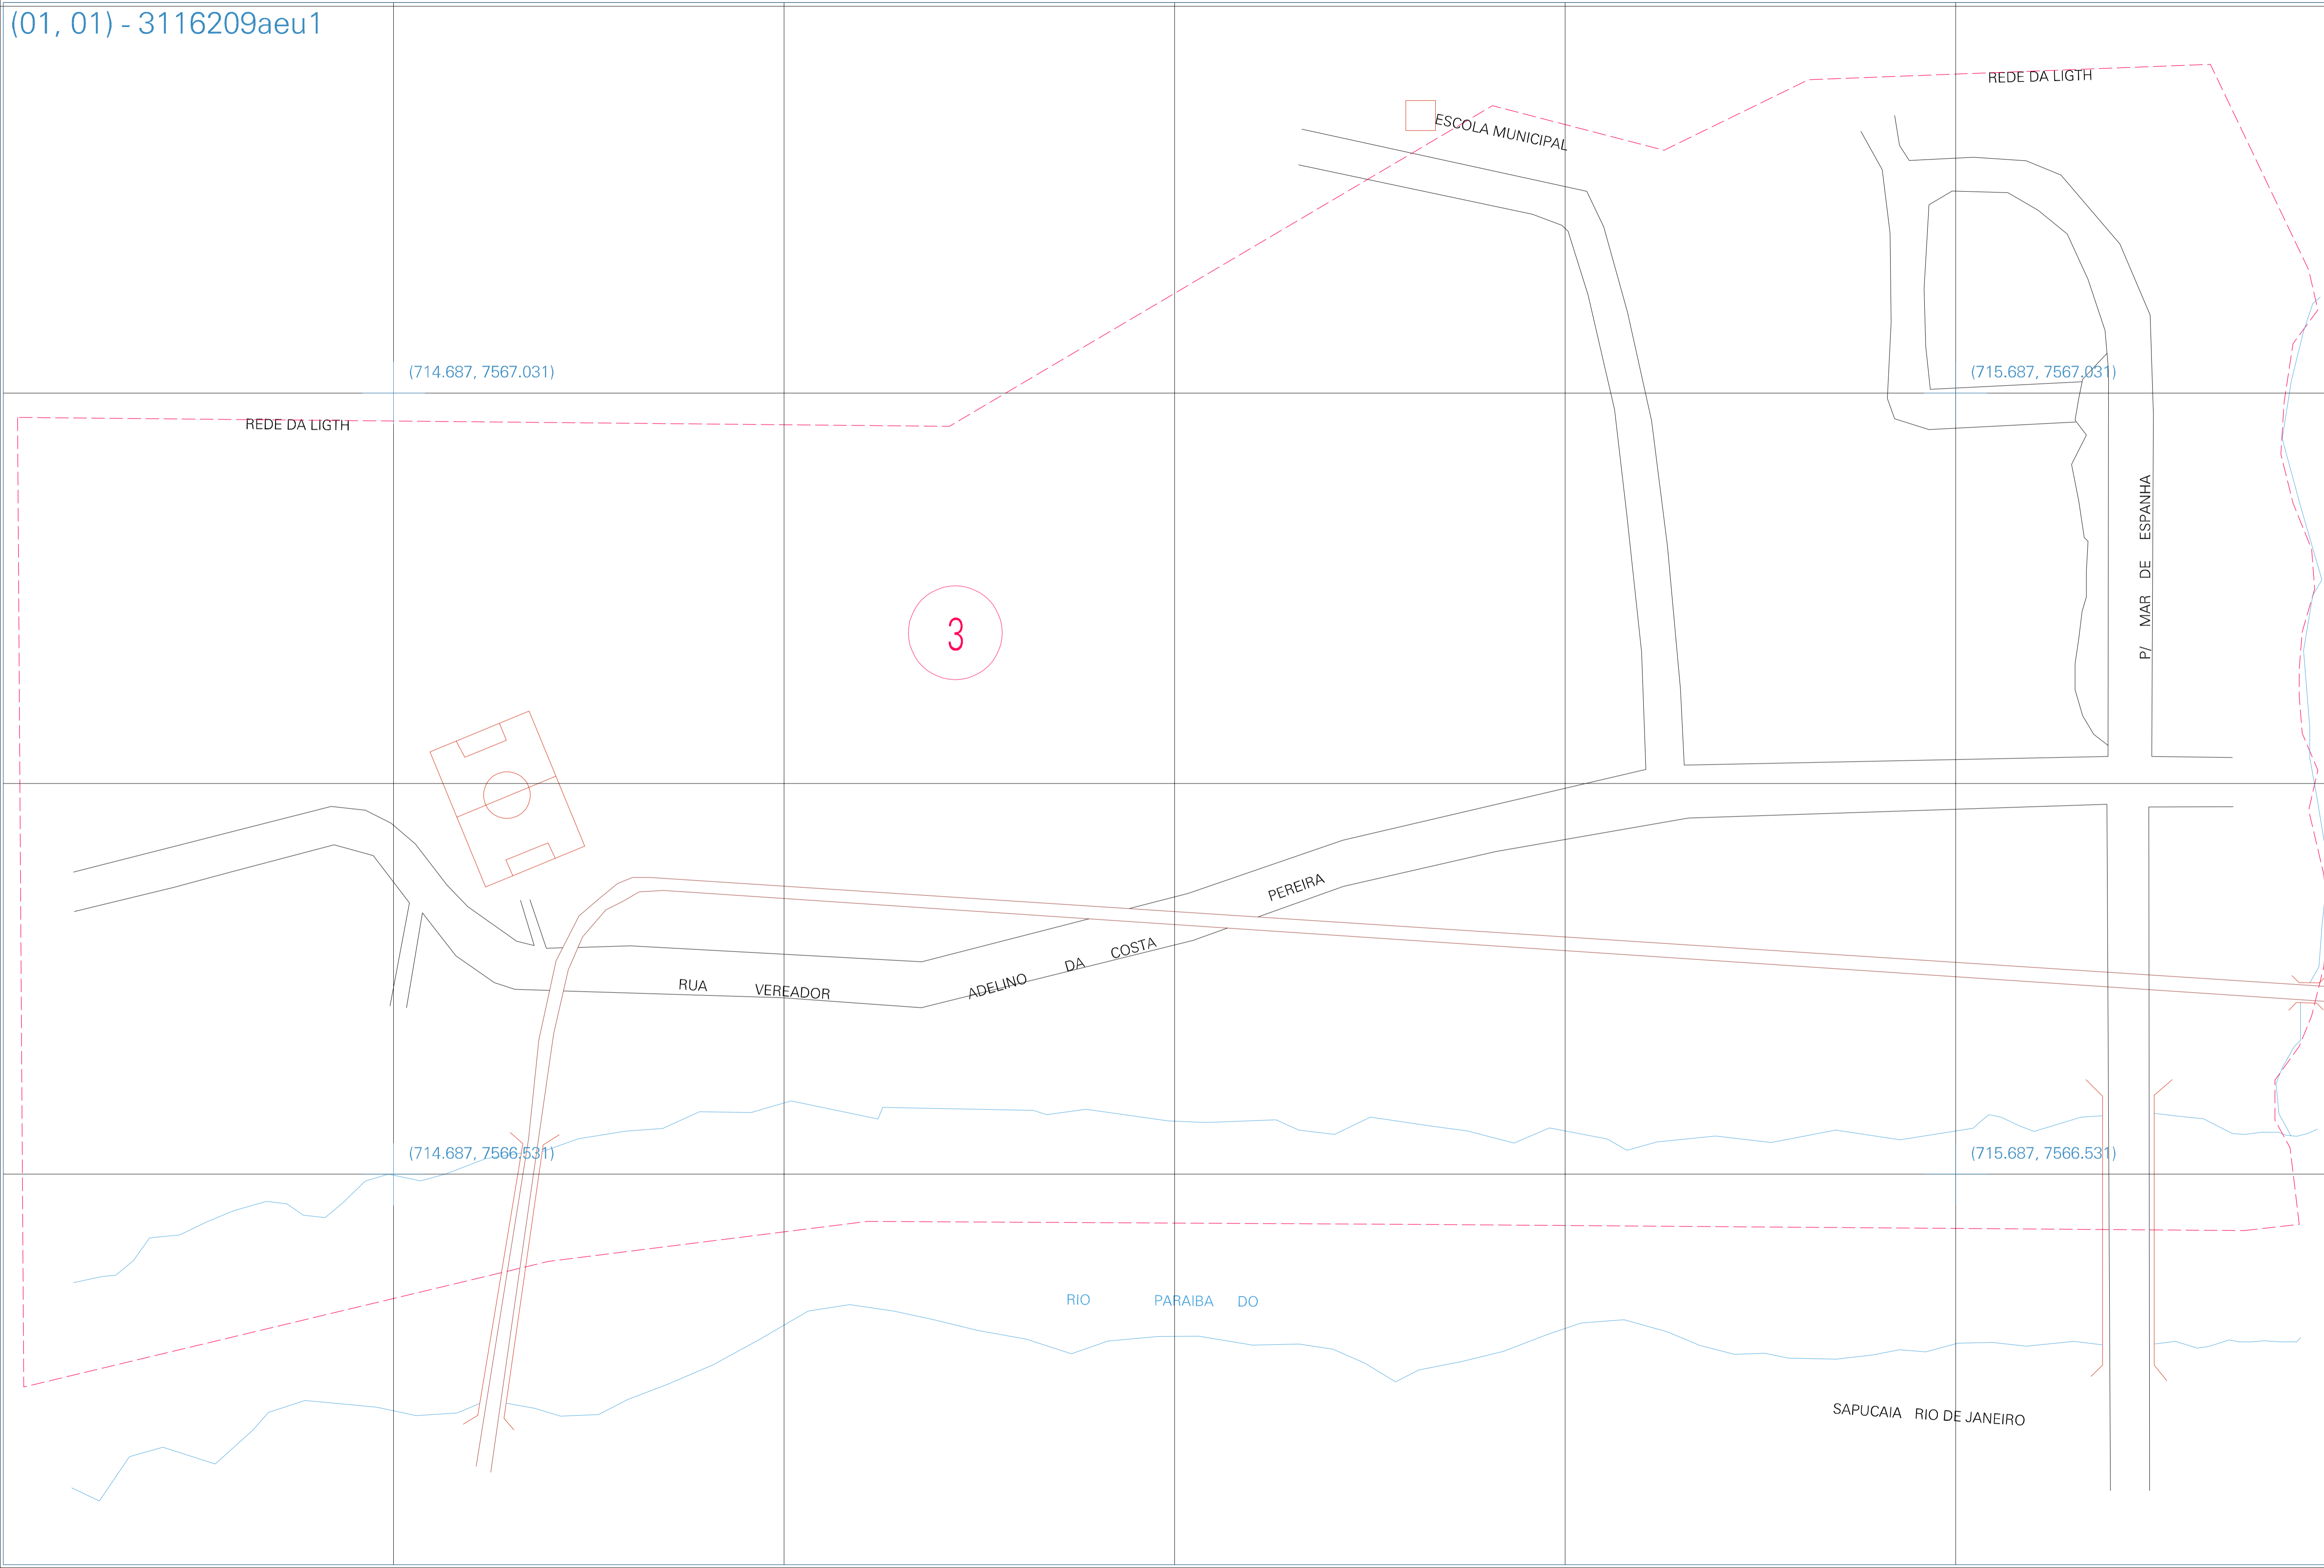 (01, 01) - 3116209aeu1
REDE DA LIGTH
ESCOLA MUNICIPAL
(714.687, 7567.031)
(715.687, 7567.031)
REDE DA LIGTH
P/ MAR DE ESPANHA
3
RUA VEREADOR ADELINO DA COSTA PEREIRA
(714.687, 7566.531)
(715.687, 7566.531)
RIO PARAIBA DO
SAPUCAIA RIO DE JANEIRO